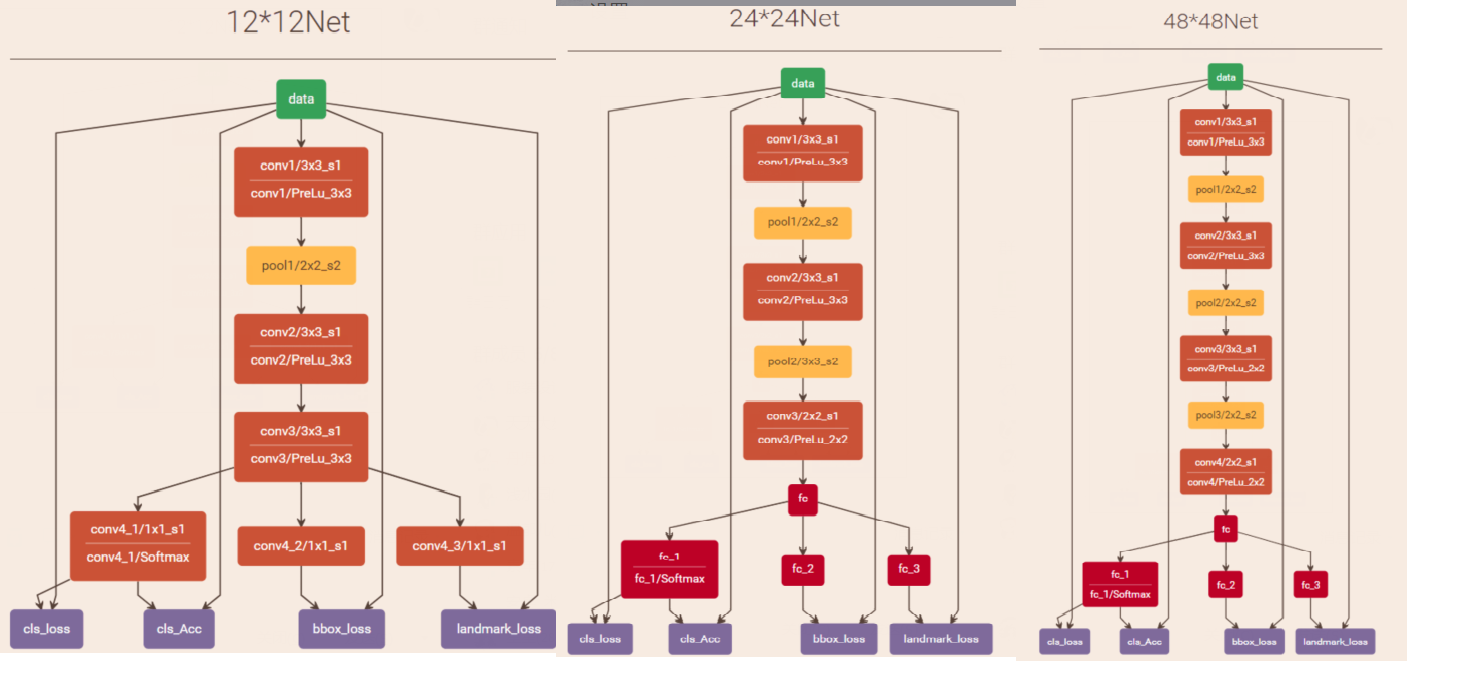 12*12Net
data
conv1/3x3_s1
conv1/PreLu_3x3
pool1/2x2_s2
conv2/3x3_s1
conv2/PreLu_3x3
conv3/3x3_s1
conv3/PreLu_3x3
conv4_1/1x1_s1
conv4_1/Softmax
conv4_2/1x1_s1
conv4_3/1x1_s1
cls_loss
cls_Acc
bbox_loss
landmark_loss
24*24Net
data
conv1/3x3_s1
conv1/PreLu_3x3
pool1/2x2_s2
conv2/3x3_s1
conv2/PreLu_3x3
pool2/3x3_s2
conv3/2x2_s1
conv3/PreLu_2x2
fc
fc_1
fc_1/Softmax
fc_2
fc_3
cls_loss
cls_Acc
bbox_loss
landmark_loss
48*48Net
data
conv1/3x3_s1
conv1/PreLu_3x3
pool1/2x2_s2
conv2/3x3_s1
conv2/PreLu_3x3
pool2/2x2_s2
conv3/3x3_s1
conv3/PreLu_2x2
pool3/2x2_s2
conv4/2x2_s1
conv4/PreLu_2x2
fc
fc_1
fc_1/Softmax
fc_2
fc_3
cls_loss
cls_Acc
bbox_loss
landmark_loss